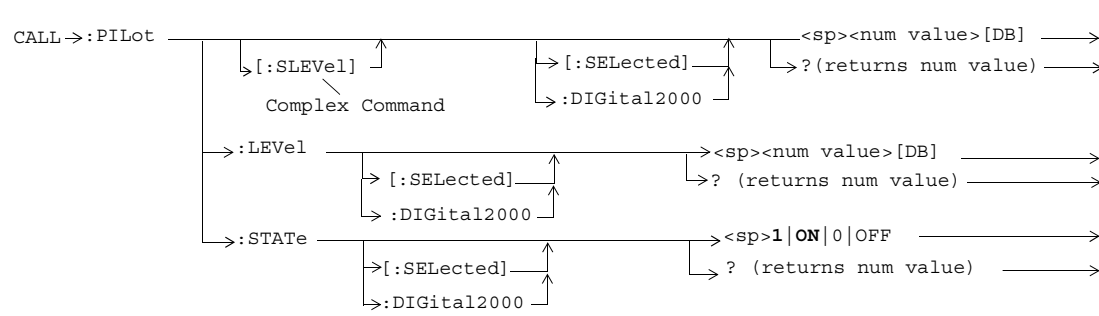 CALL :PILot <sp><num value>[DB]
[:SLEVel] [:SELected] ?(returns num value)
Complex Command :DIGital2000
:LEVel <sp><num value>[DB]
[:SELected] ? (returns num value)
:DIGital2000
:STATe <sp>1|ON|0|OFF
[:SELected] ? (returns num value)
:DIGital2000